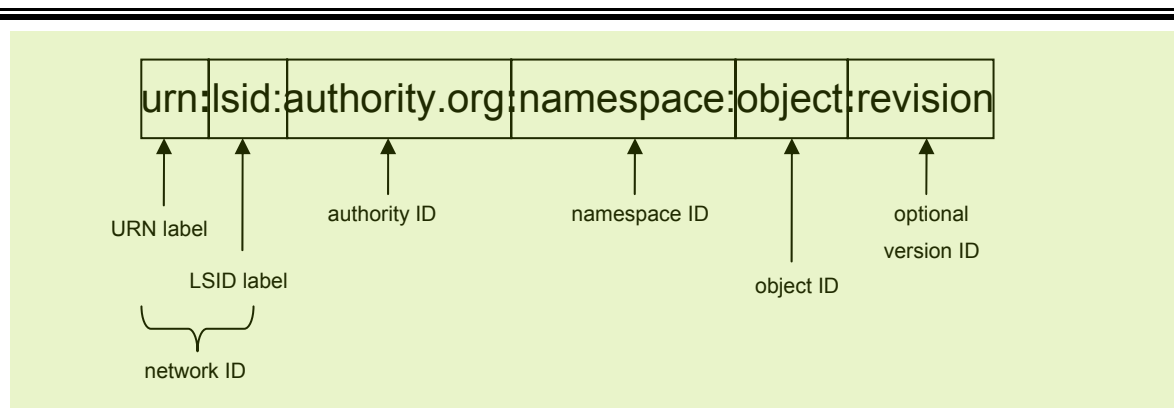 urn:lsid:authority.org:namespace:object:revision
URN label
authority ID
namespace ID
optional
version ID
LSID label
object ID
network ID